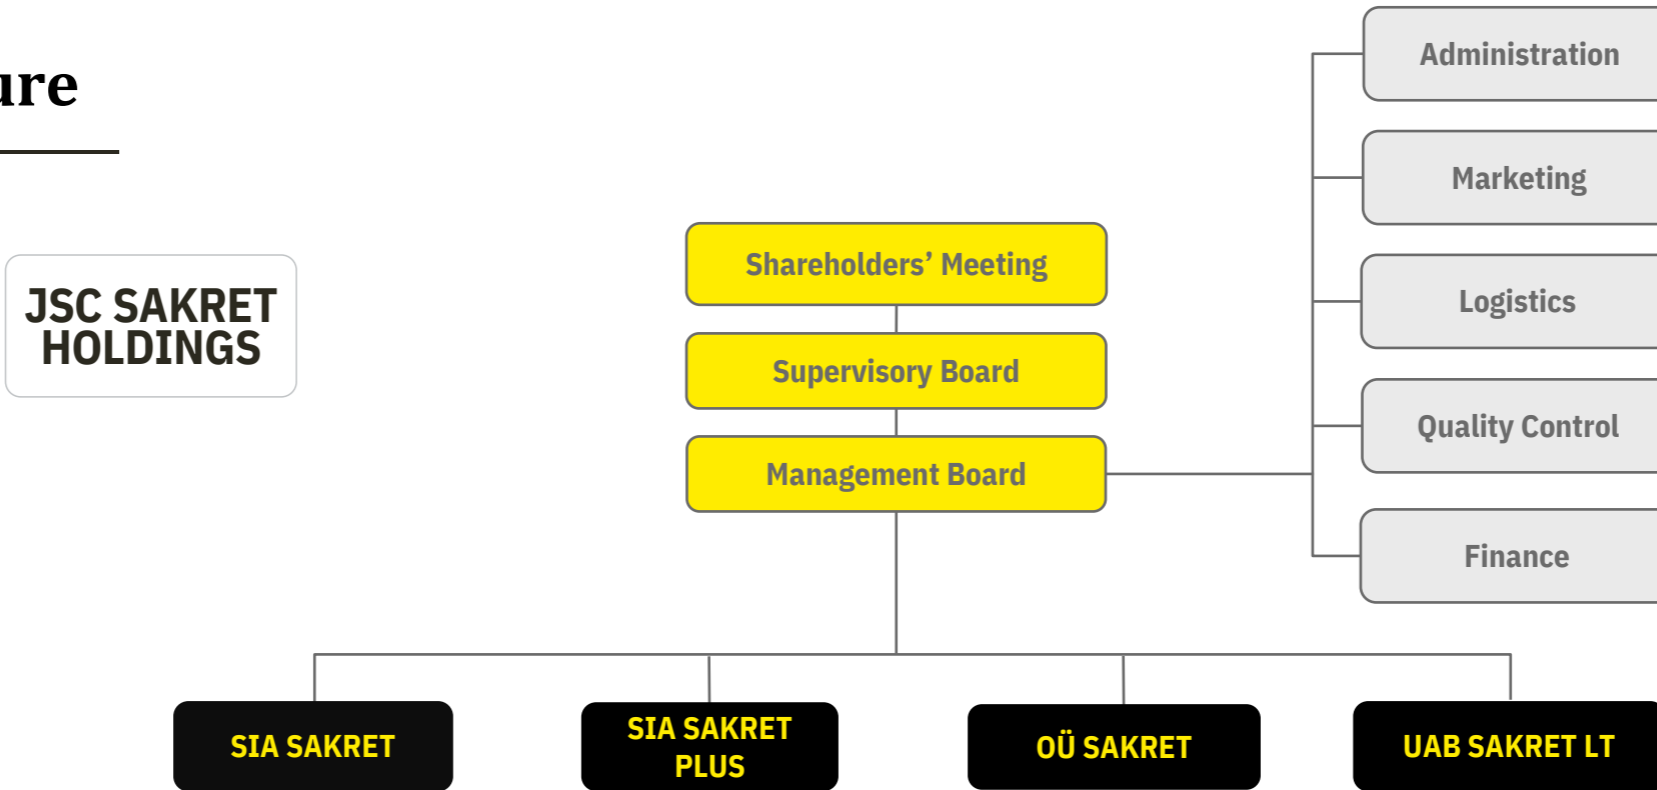 ure
JSC SAKRET
HOLDINGS
Shareholders’ Meeting
Supervisory Board
Management Board
Administration
Marketing
Logistics
Quality Control
Finance
SIA SAKRET
SIA SAKRET
PLUS
OÜ SAKRET
UAB SAKRET LT